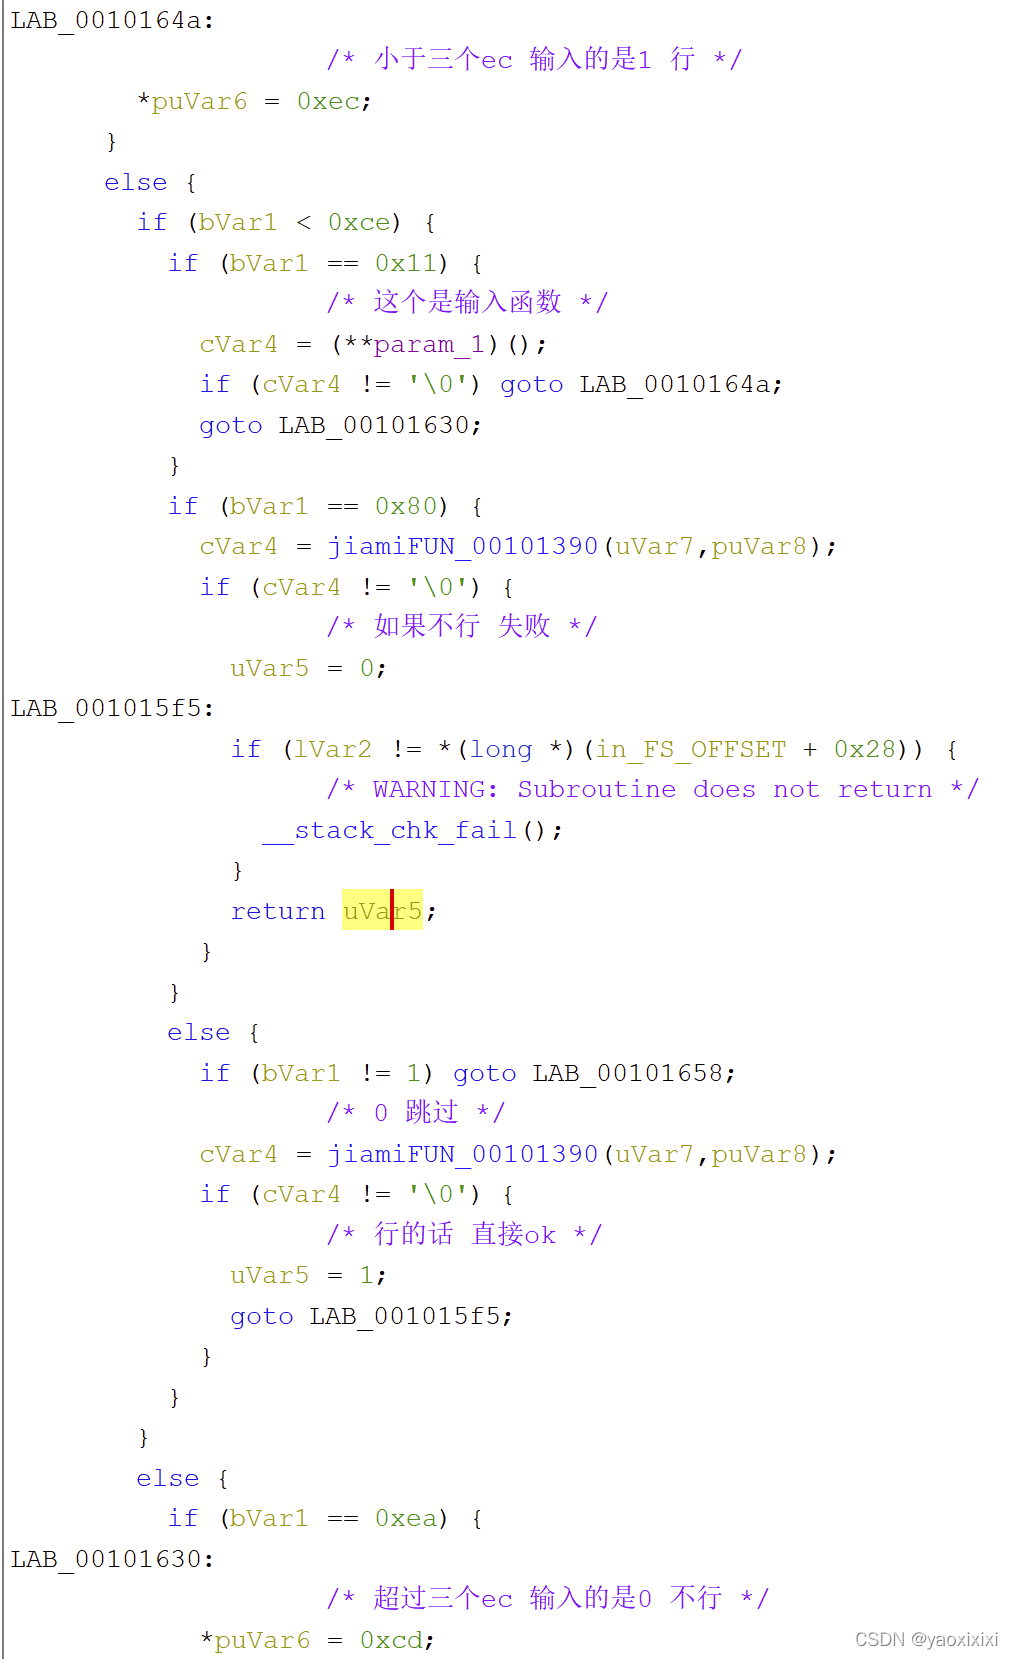 LAB_0010164a:
/* 小于三个ec 输入的是1 行 */
*puVar6 = 0xec;
}
else {
if (bVar1 < 0xce) {
if (bVar1 == 0x11) {
/* 这个是输入函数 */
cVar4 = (**param_1)();
if (cVar4 != '\0') goto LAB_0010164a;
goto LAB_00101630;
}
if (bVar1 == 0x80) {
cVar4 = jiamiFUN_00101390(uVar7,puVar8);
if (cVar4 != '\0') {
/* 如果不行 失败 */
uVar5 = 0;
LAB_001015f5:
if (lVar2 != *(long *)(in_FS_OFFSET + 0x28)) {
/* WARNING: Subroutine does not return */
__stack_chk_fail();
}
return uVar5;
}
}
else {
if (bVar1 != 1) goto LAB_00101658;
/* 0 跳过 */
cVar4 = jiamiFUN_00101390(uVar7,puVar8);
if (cVar4 != '\0') {
/* 行的话 直接ok */
uVar5 = 1;
goto LAB_001015f5;
}
}
}
else {
if (bVar1 == 0xea) {
LAB_00101630:
/* 超过三个ec 输入的是0 不行 */
*puVar6 = 0xcd;
CSDN @yaoxixixi